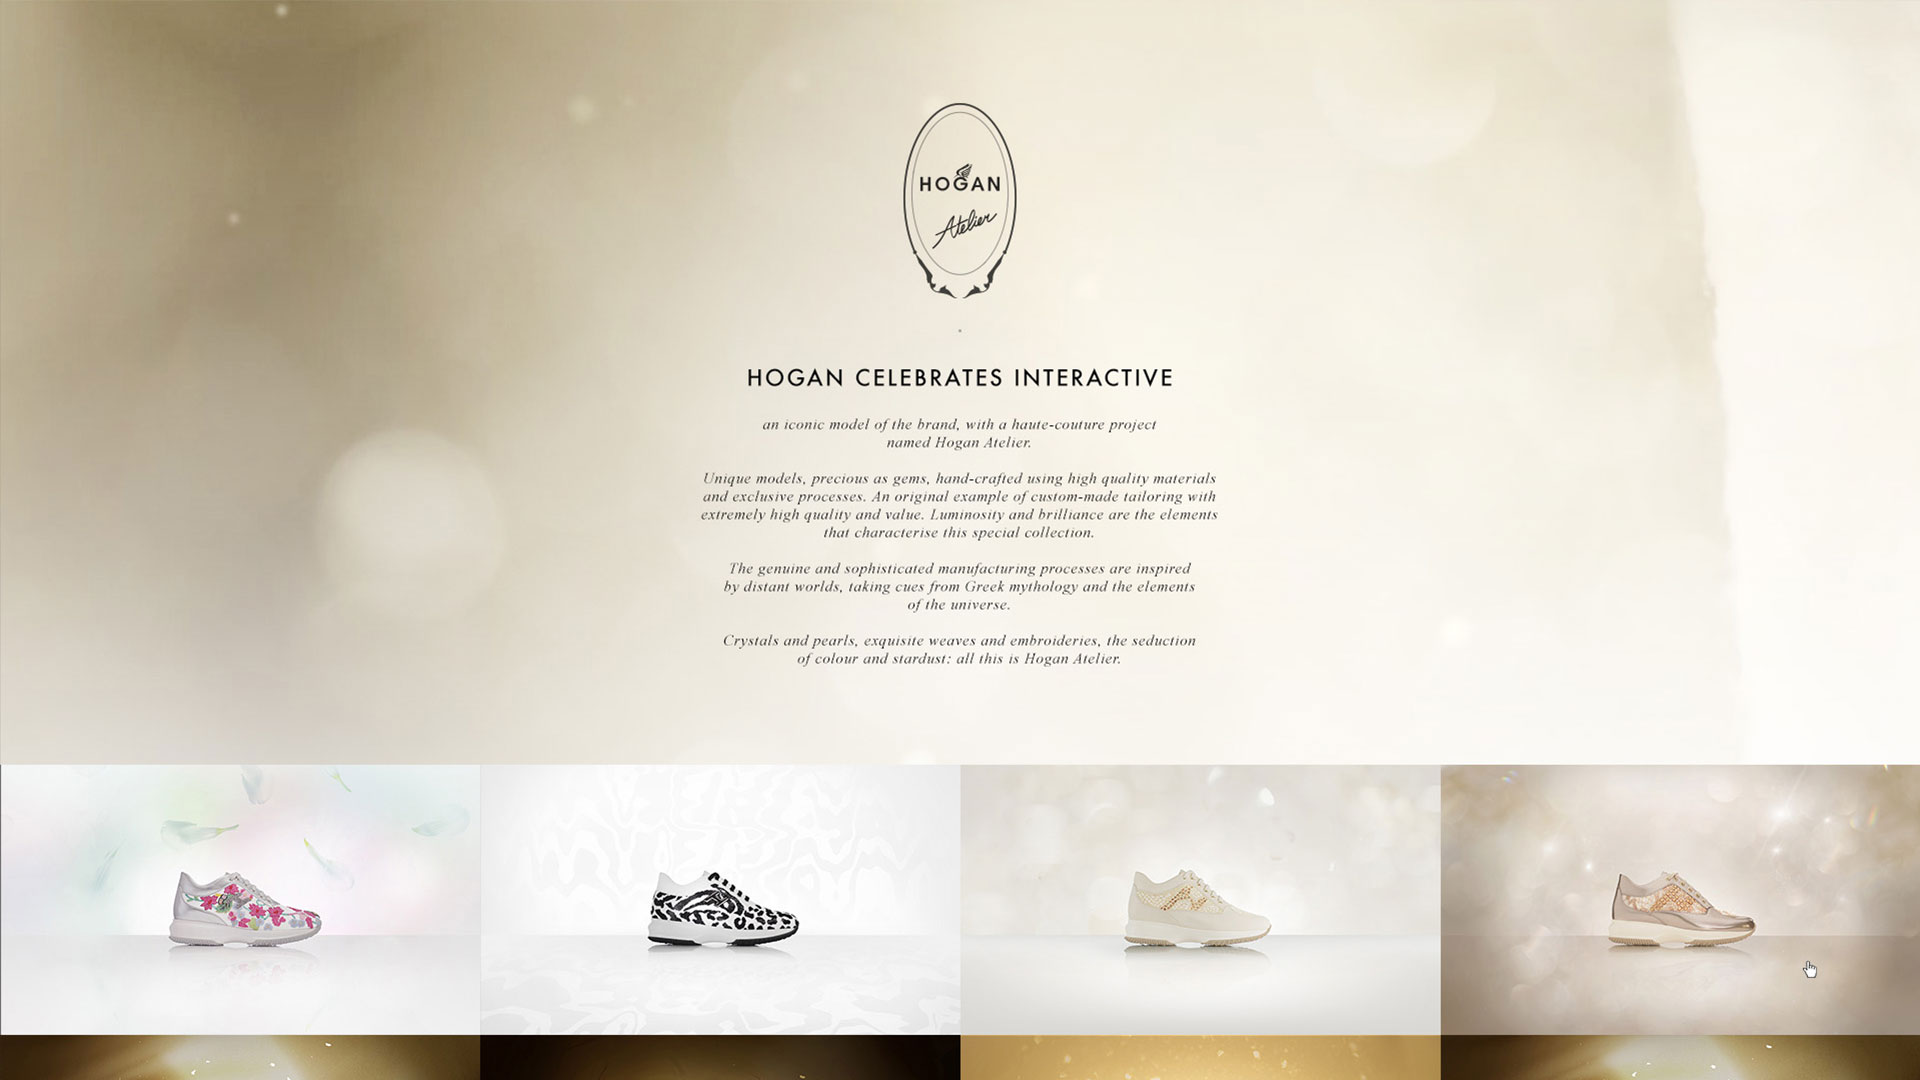 HOGAN
Atelier
HOGAN CELEBRATES INTERACTIVE
an iconic model of the brand, with a haute-couture project
named Hogan Atelier.
Unique models, precious as gems, hand-crafted using high quality materials
and exclusive processes. An original example of custom-made tailoring with
extremely high quality and value. Luminosity and brilliance are the elements
that characterise this special collection.
The genuine and sophisticated manufacturing processes are inspired
by distant worlds, taking cues from Greek mythology and the elements
of the universe.
Crystals and pearls, exquisite weaves and embroideries, the seduction
of colour and stardust: all this is Hogan Atelier.